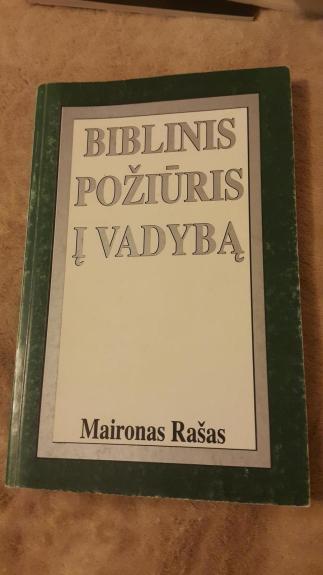 BIBLINIS
POŽIŪRIS
Į VADYBĄ
Maironas Rašas